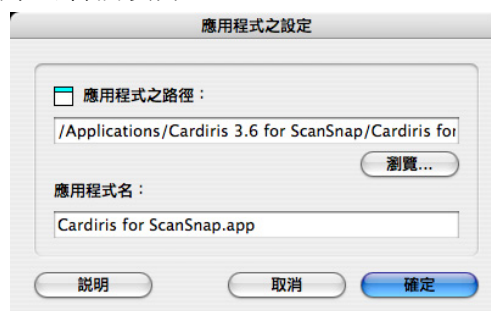 應用程式之設定
應用程式之路徑：
/Applications/Cardiris 3.6 for ScanSnap/Cardiris for
瀏覽...
應用程式名：
Cardiris for ScanSnap.app
説明
取消
確定